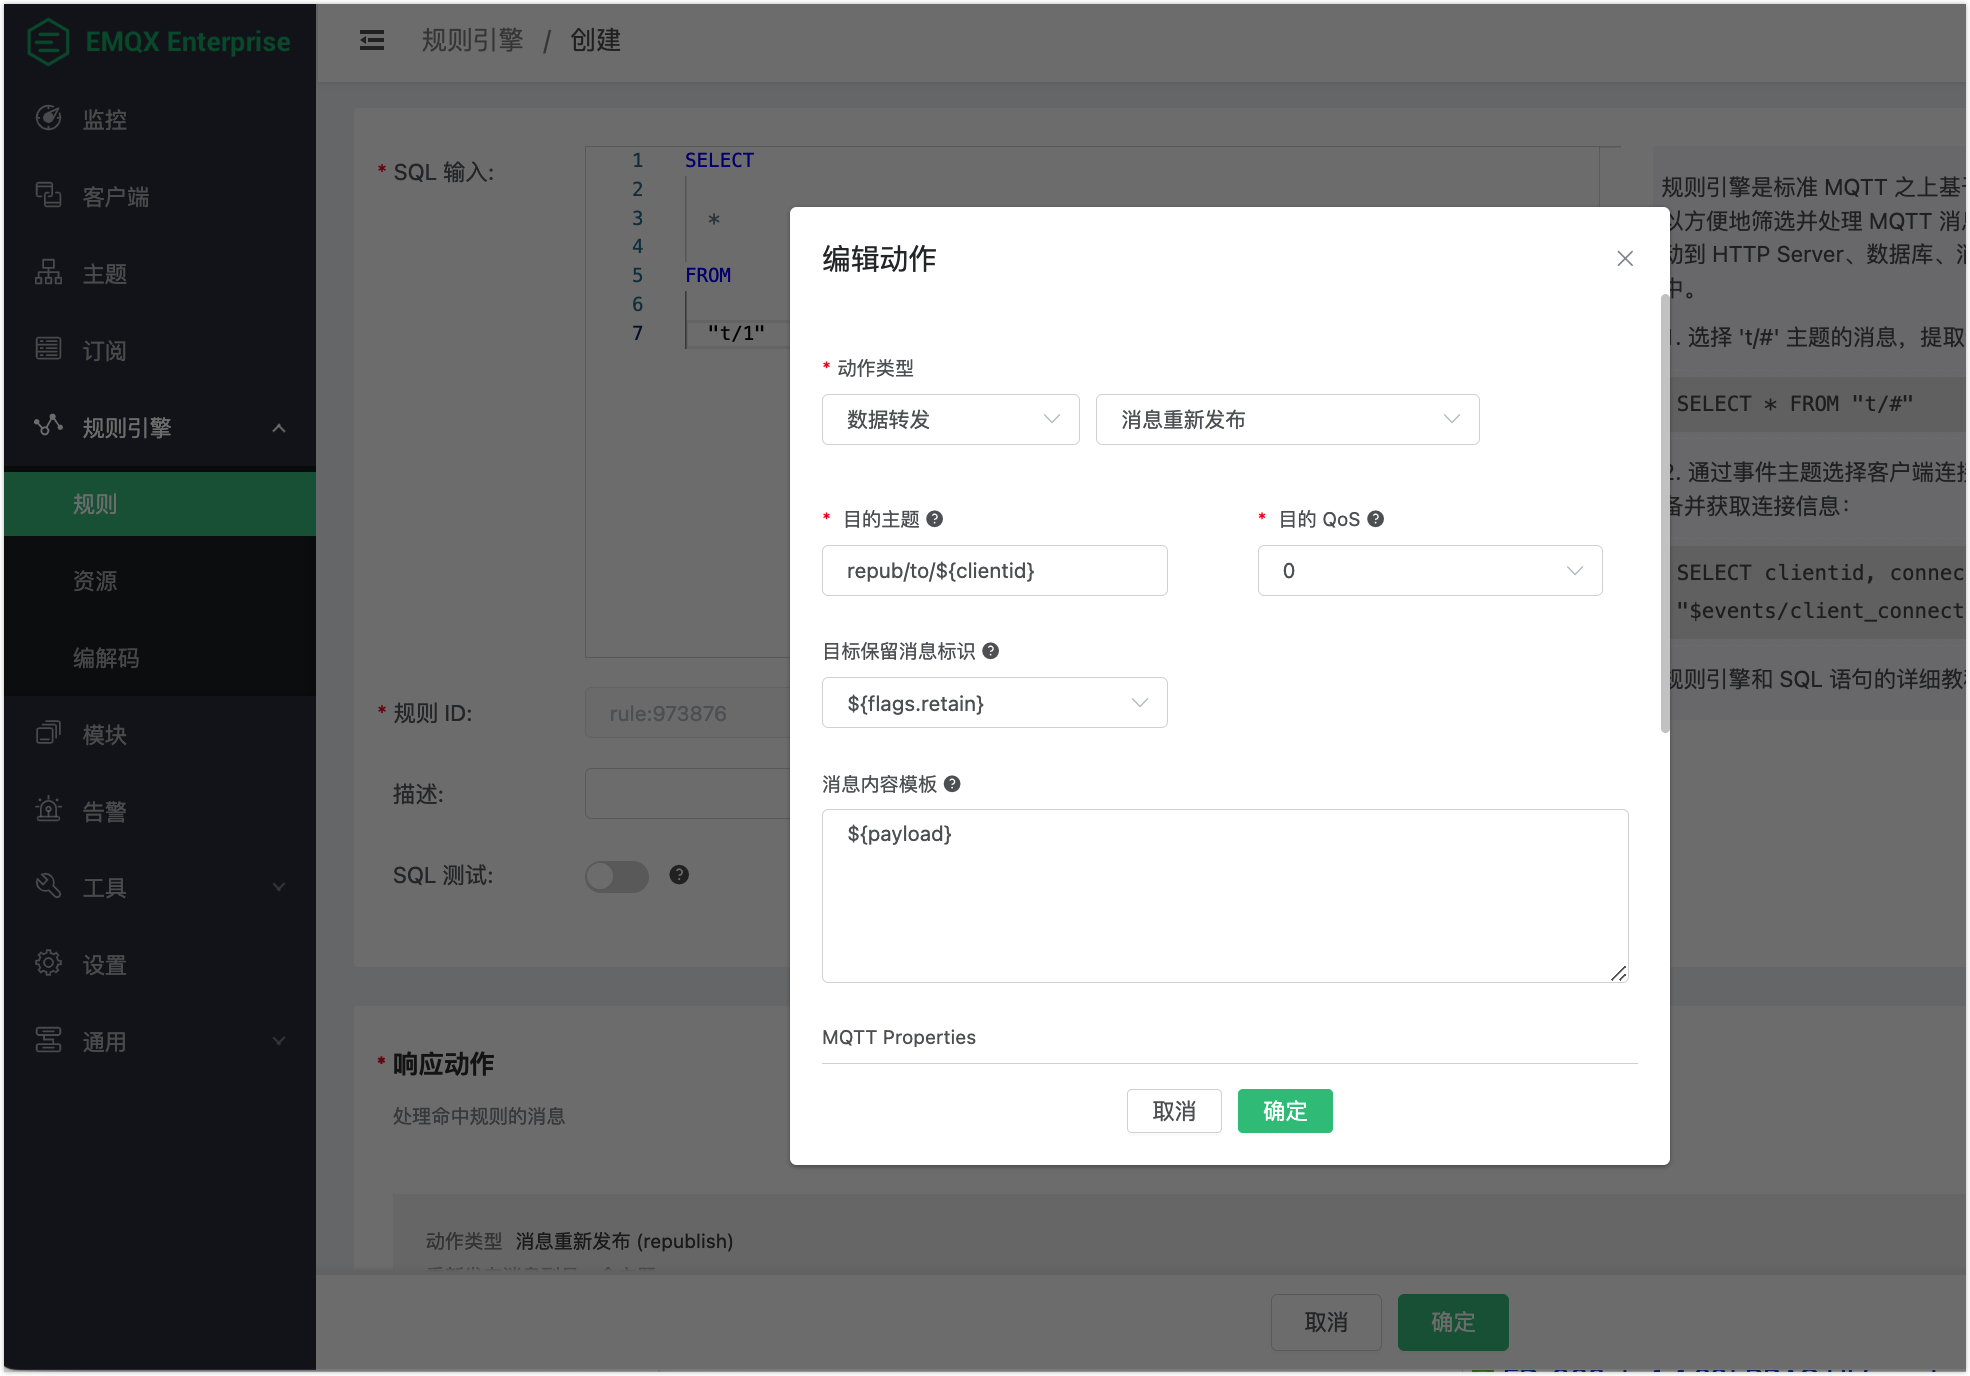 EMQX Enterprise
规则引擎 / 创建
监控
客户端
主题
订阅
规则引擎
规则
资源
编解码
模块
告警
工具
设置
通用
* SQL 输入:
1 SELECT
2
3 *
4
5 FROM
6
7 "t/1"
* 规则 ID:
rule:973876
描述:
SQL 测试:
规则引擎是标准 MQTT 之上基
以方便地筛选并处理 MQTT 消
动到 HTTP Server、数据库、
中。
1. 选择 't/#' 主题的消息，提取
SELECT * FROM "t/#"
2. 通过事件主题选择客户端连
备并获取连接信息：
SELECT clientid, connec
"$events/client_connect
规则引擎和 SQL 语句的详细教
编辑动作
* 动作类型
数据转发
消息重新发布
* 目的主题
* 目的 QoS
repub/to/${clientid}
0
目标保留消息标识
${flags.retain}
消息内容模板
${payload}
MQTT Properties
取消
确定
* 响应动作
处理命中规则的消息
动作类型 消息重新发布 (republish)
取消
确定